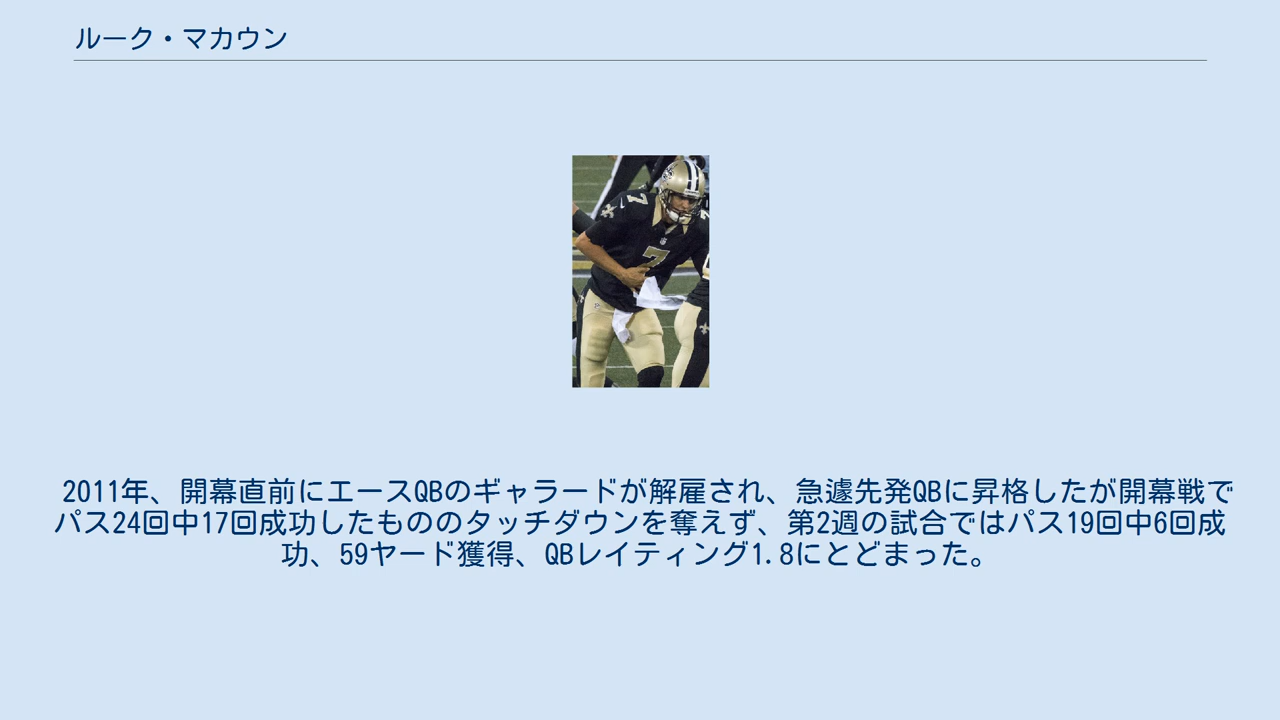 ルーク・マカウン
7
7
2011年、開幕直前にエースQBのギャラードが解雇され、急遽先発QBに昇格したが開幕戦で
パス24回中17回成功したもののタッチダウンを奪えず、第2週の試合ではパス19回中6回成
功、59ヤード獲得、QBレイティング1.8にとどまった。